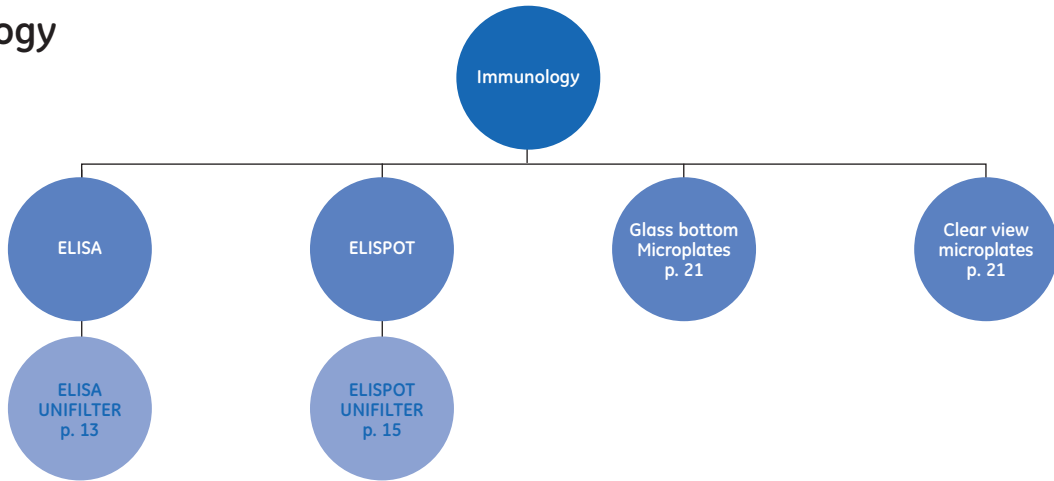 ogy
Immunology
ELISA
ELISPOT
Glass bottom
Microplates
p. 21
Clear view
microplates
p. 21
ELISA
UNIFILTER
p. 13
ELISPOT
UNIFILTER
p. 15